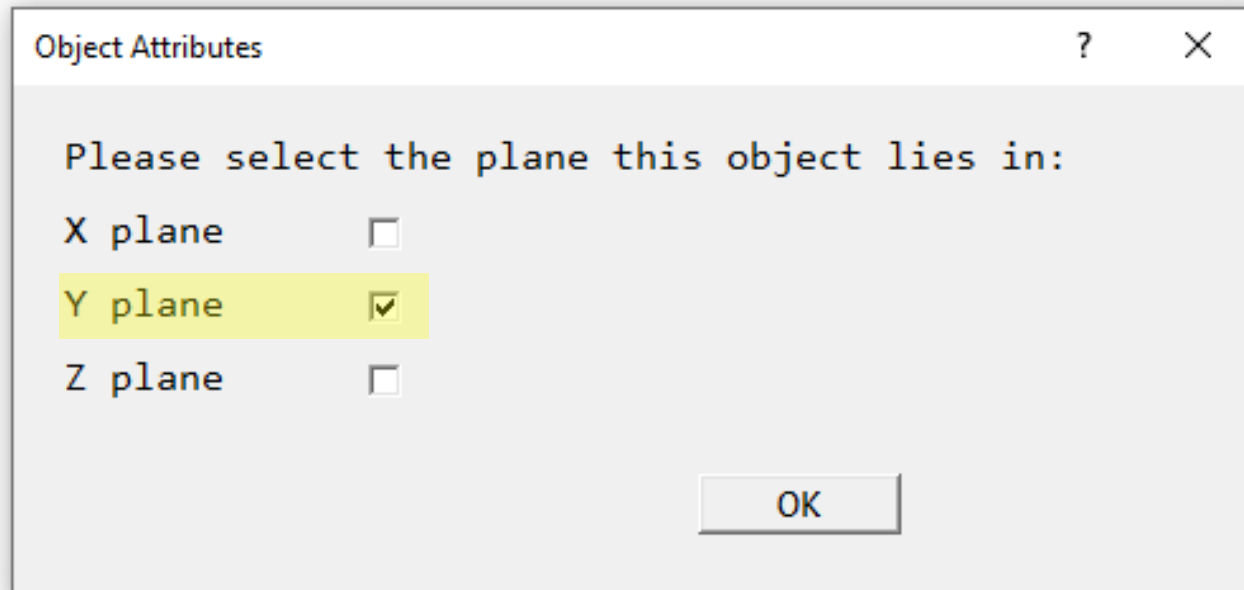 Object Attributes ?
Please select the plane this object lies in:
X plane
Y plane
Z plane
OK